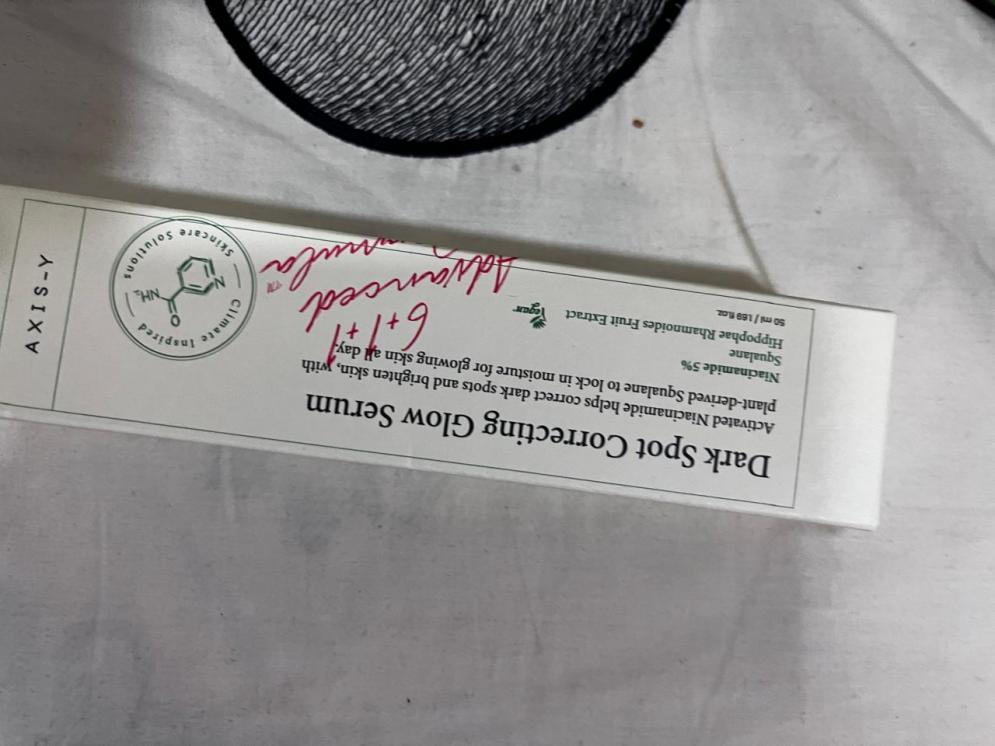 Dark Spot Correcting Glow Serum
Activated Niacinamide helps correct dark spots and brighten skin, with
plant-derived Squalane to lock in moisture for glowing skin all day.
Niacinamide 5%
Squalane
Hippophae Rhamnoides Fruit Extract
50 ml / 1.69 fl.oz.
Vegan
6+1+1
Advanced
Formula™
Climate Inspired
Skincare Solutions
O
NH₂
N
AXIS-Y